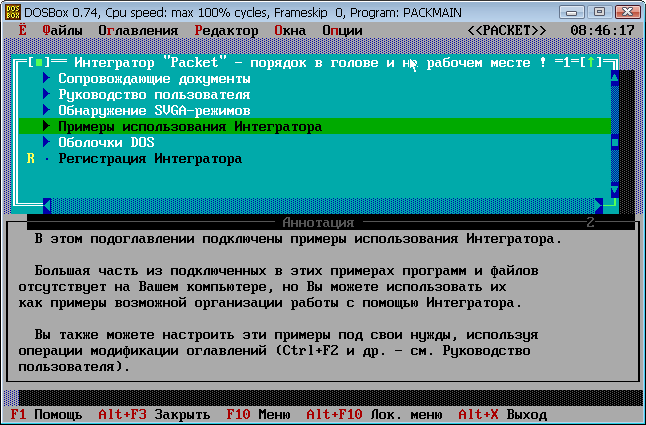 DOSBox 0.74, Cpu speed: max 100% cycles, Frameskip 0, Program: PACKMAIN
Ё Файлы Оглавления Редактор Окна Опции <<PACKET>> 08:46:17
[■] Интегратор "Packet" - порядок в голове и на рабочем месте ! =1=[↑]
Сопровождающие документы
Руководство пользователя
Обнаружение SVGA-режимов
Примеры использования Интегратора
Оболочки DOS
R · Регистрация Интегратора
Аннотация 2
В этом подоглавлении подключены примеры использования Интегратора.
Большая часть из подключенных в этих примерах программ и файлов
отсутствует на Вашем компьютере, но Вы можете использовать их
как примеры возможной организации работы с помощью Интегратора.
Вы также можете настроить эти примеры под свои нужды, используя
операции модификации оглавлений (Ctrl+F2 и др. - см. Руководство
пользователя).
F1 Помощь Alt+F3 Закрыть F10 Меню Alt+F10 Лок. меню Alt+X Выход